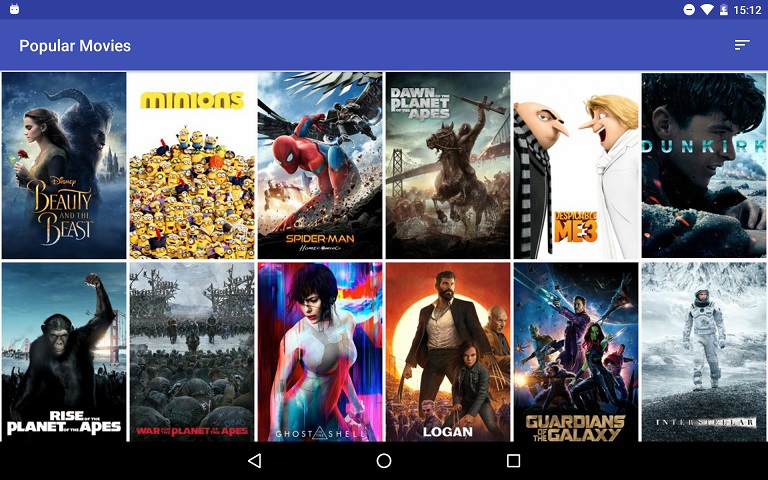 15:12
Popular Movies
Disney
BEAUTY
AND THE
BEAST
minions
SPIDER-MAN
HOMECOMING
DAWN OF THE
PLANET
OF THE APES
DESPICABLE
ME3
DUNKIRK
RISE OF THE
PLANET OF THE APES
WAR FOR THE PLANET OF THE APES
GHOST IN THE SHELL
LOGAN
GUARDIANS
OF THE GALAXY
INTERSTELLAR